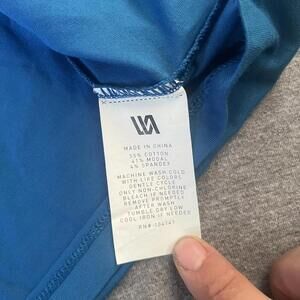 MADE IN CHINA
55% COTTON
41% MODAL
4% SPANDEX
MACHINE WASH COLD
WITH LIKE COLORS
GENTLE CYCLE
ONLY NON-CHLORINE
BLEACH IF NEEDED
REMOVE PROMPTLY
AFTER WASH
TUMBLE DRY LOW
COOL IRON IF NEEDED
RN#